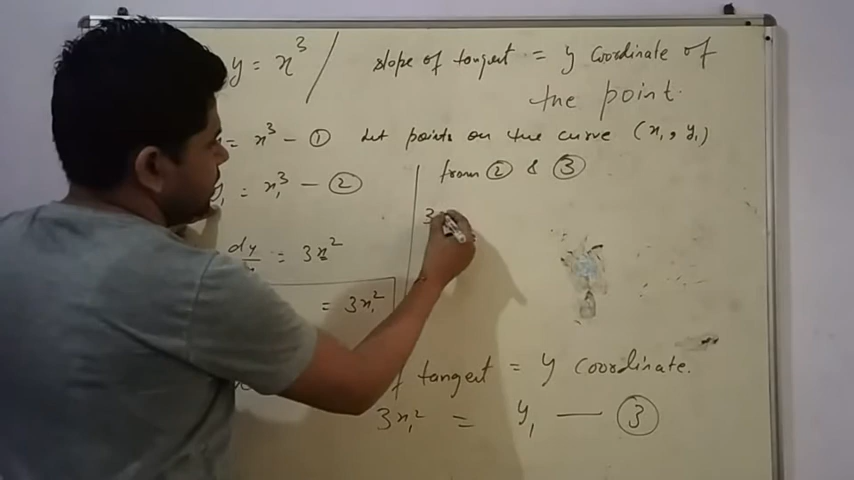 y = x³ / slope of tangent = y coordinate of
the point.
= x³ — ① Let points on the curve (x₁, y₁)
y₁ = x₁³ — ② from ② & ③
3
dy = 3x²
= 3x₁²
tangent = y coordinate.
3x₁² = y₁ — ③